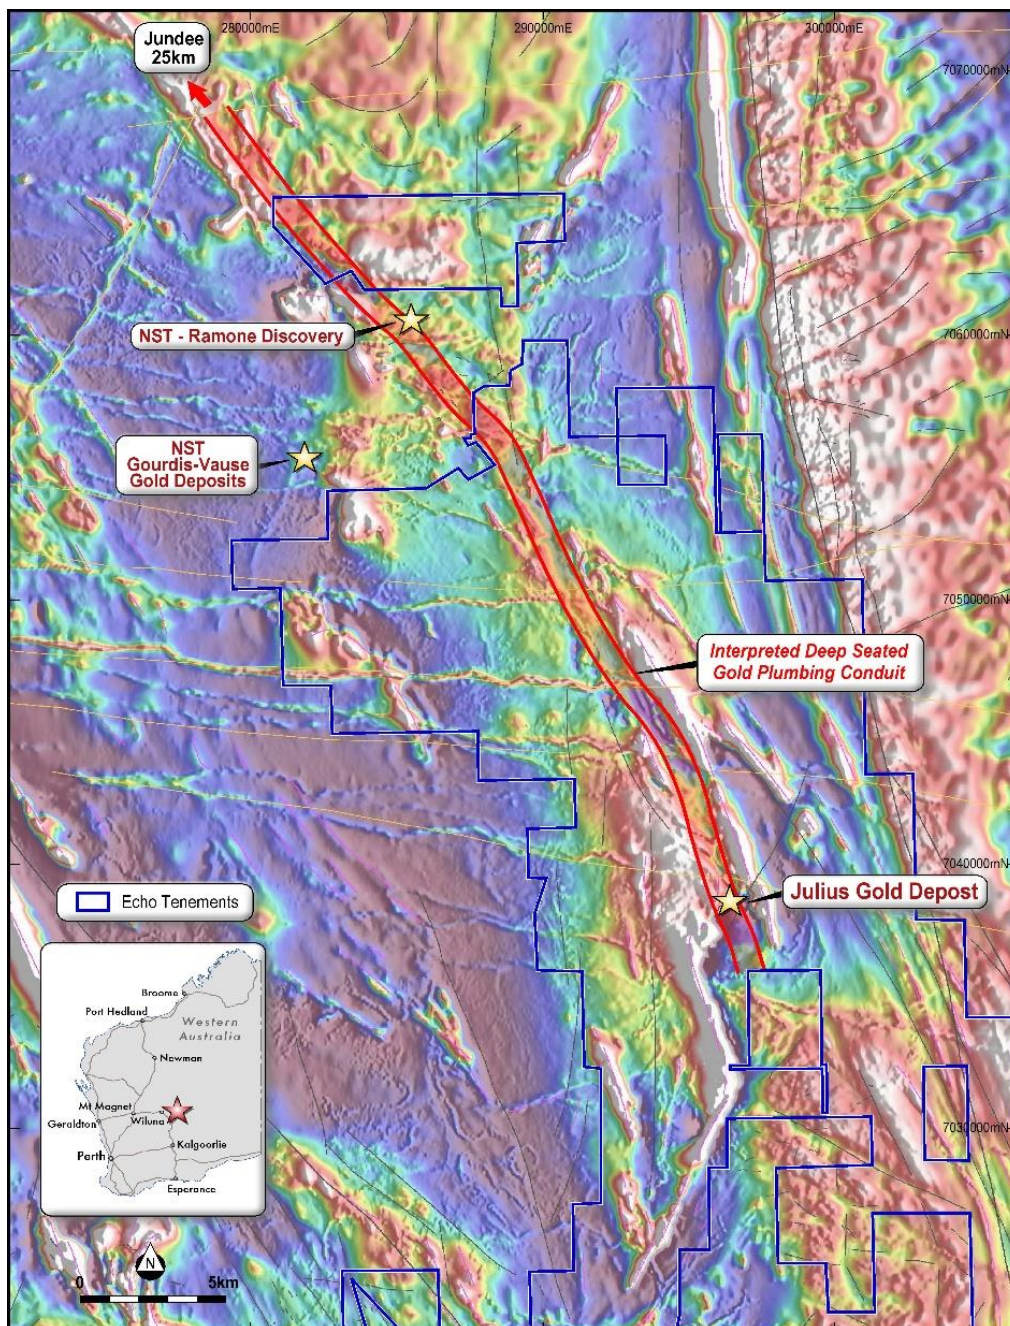 280000mE
290000mE
300000mE
Jundee
25km
7070000mN
NST - Ramone Discovery
7060000mN
NST
Gourdis-Vause
Gold Deposits
7050000mN
Interpreted Deep Seated
Gold Plumbing Conduit
7040000mN
Julius Gold Depost
Echo Tenements
Broome
Port Hedland
Western
Australia
Newman
Mt Magnet
Wiluna
Geraldton
Kalgoorlie
Perth
Esperance
7030000mN
N
0
5km